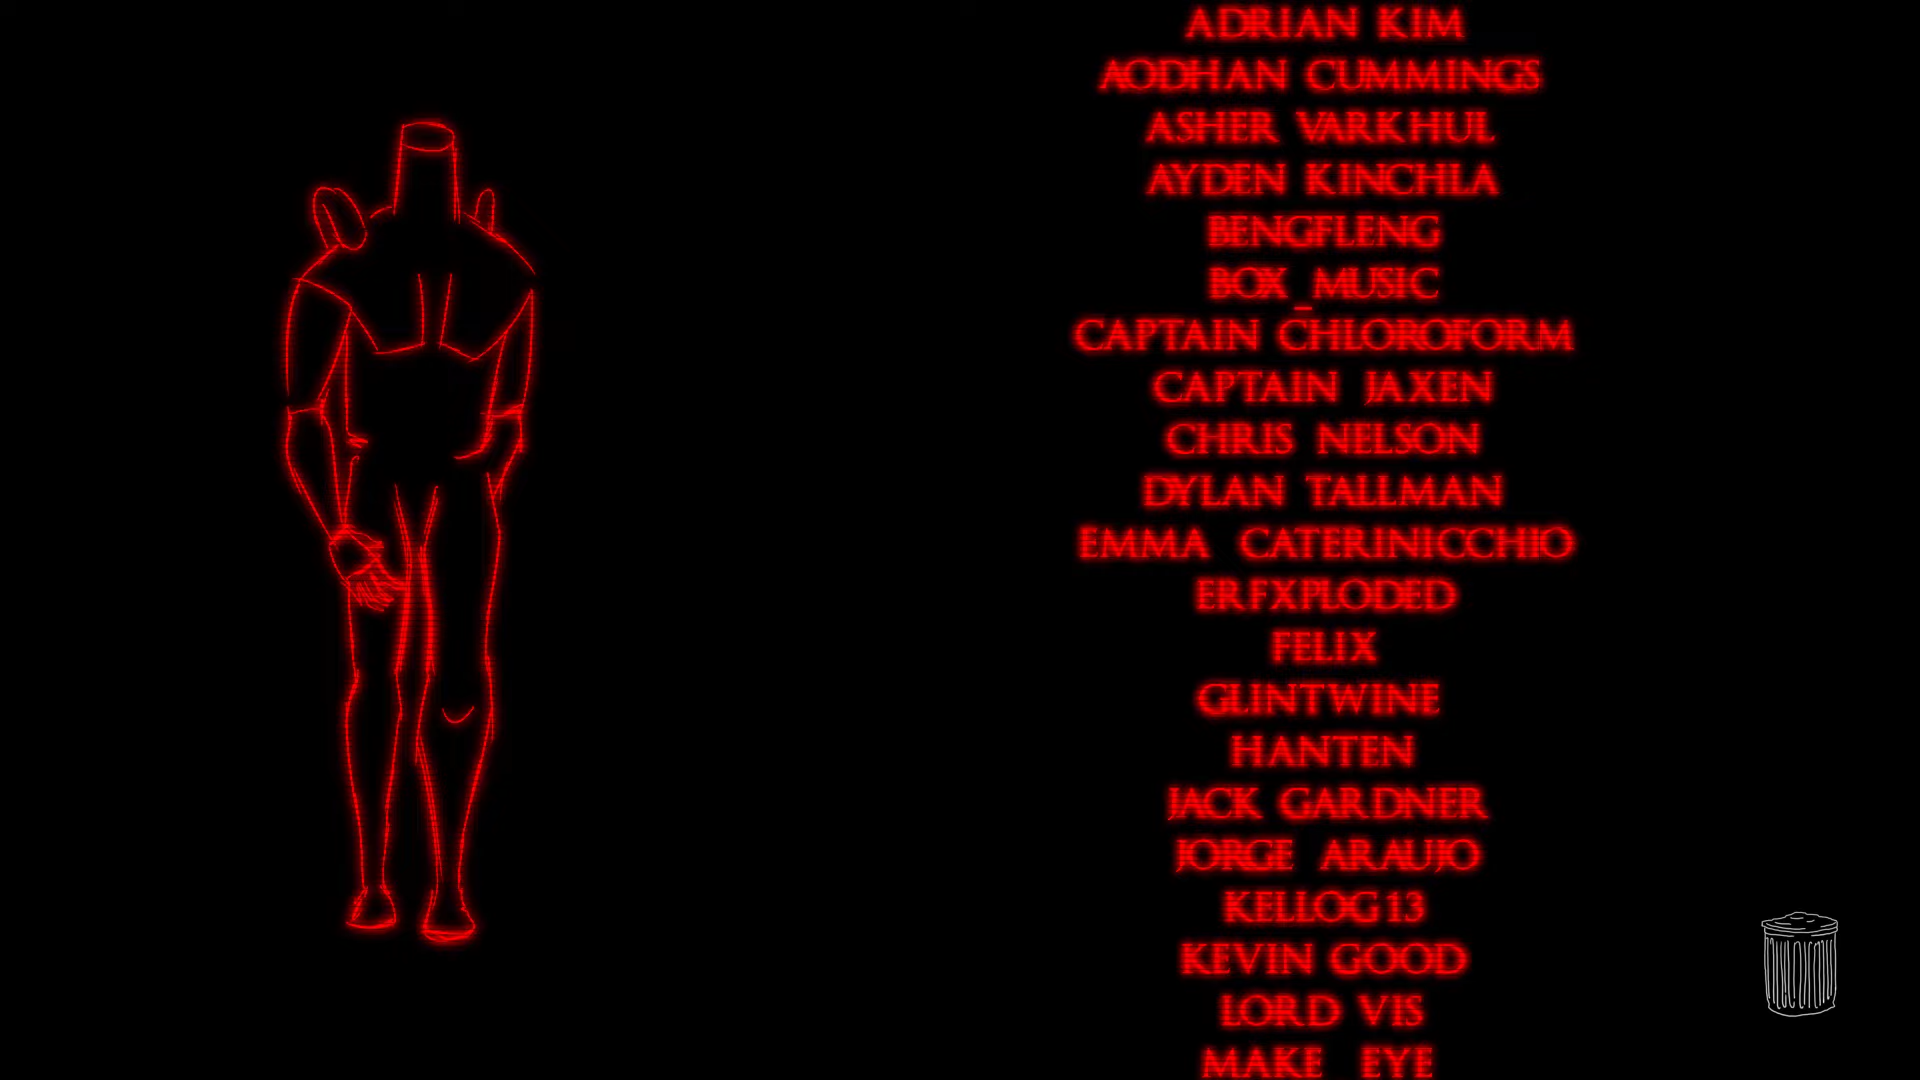 ADRIAN KIM
AODHAN CUMMINGS
ASHER VARKHUL
AYDEN KINCHLA
BENGFLENG
BOX_MUSIC
CAPTAIN CHLOROFORM
CAPTAIN JAXEN
CHRIS NELSON
DYLAN TALLMAN
EMMA CATERINICCHIO
ERFXPLODED
FELIX
GLINTWINE
HANTEN
JACK GARDNER
JORGE ARAUJO
KELLOG13
KEVIN GOOD
LORD VIS
MAKE EYE